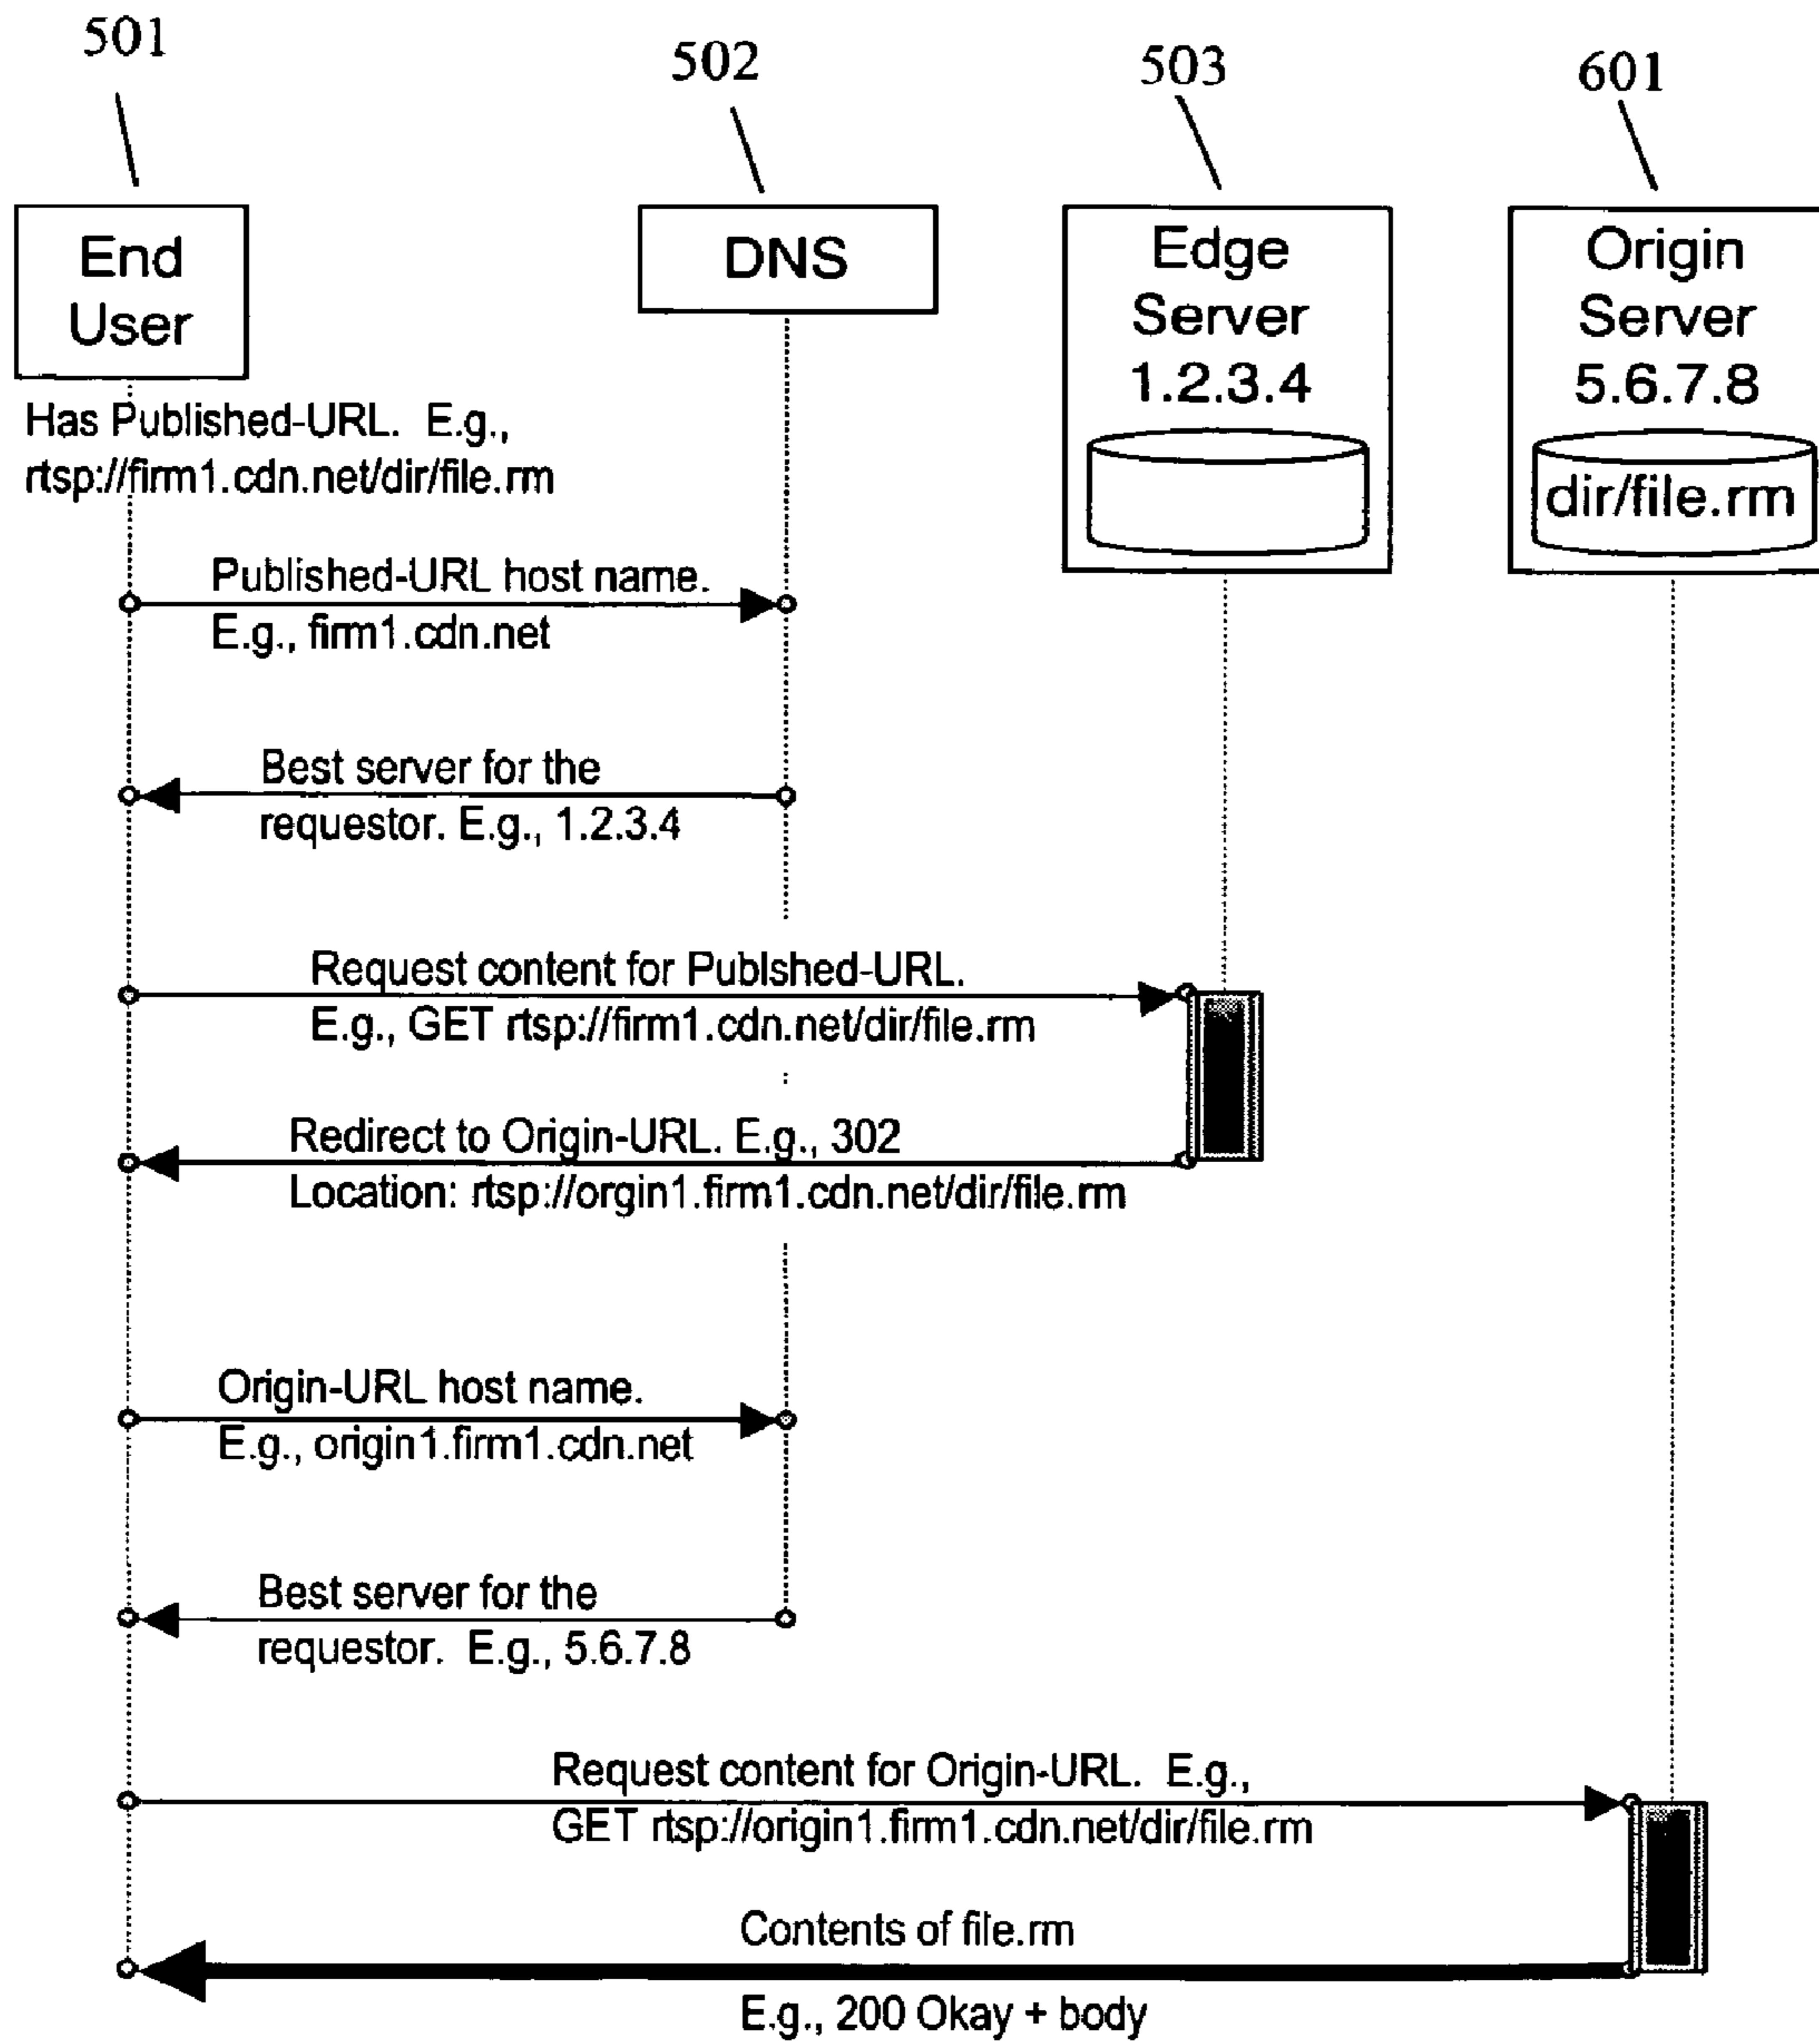 501
502
503
601
End
User
DNS
Edge
Server
1.2.3.4
Origin
Server
5.6.7.8
dir/file.rm
Has Published-URL. E.g.,
rtsp://firm1.cdn.net/dir/file.rm
Published-URL host name.
E.g., firm1.cdn.net
Best server for the
requestor. E.g., 1.2.3.4
Request content for Publshed-URL.
E.g., GET rtsp://firm1.cdn.net/dir/file.rm
Redirect to Origin-URL. E.g., 302
Location: rtsp://orgin1.firm1.cdn.net/dir/file.rm
Origin-URL host name.
E.g., origin1.firm1.cdn.net
Best server for the
requestor. E.g., 5.6.7.8
Request content for Origin-URL. E.g.,
GET rtsp://origin1.firm1.cdn.net/dir/file.rm
Contents of file.rm
E.g., 200 Okay + body